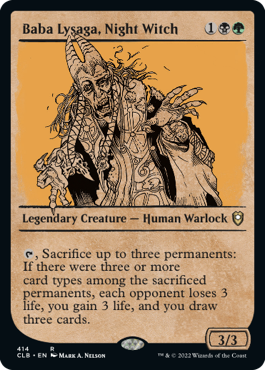 Baba Lysaga, Night Witch 1
Legendary Creature — Human Warlock
, Sacrifice up to three permanents:
If there were three or more
card types among the sacrificed
permanents, each opponent loses 3
life, you gain 3 life, and you draw
three cards.
3/3
414 R
CLB • EN MARK A. NELSON
™ & © 2022 Wizards of the Coast